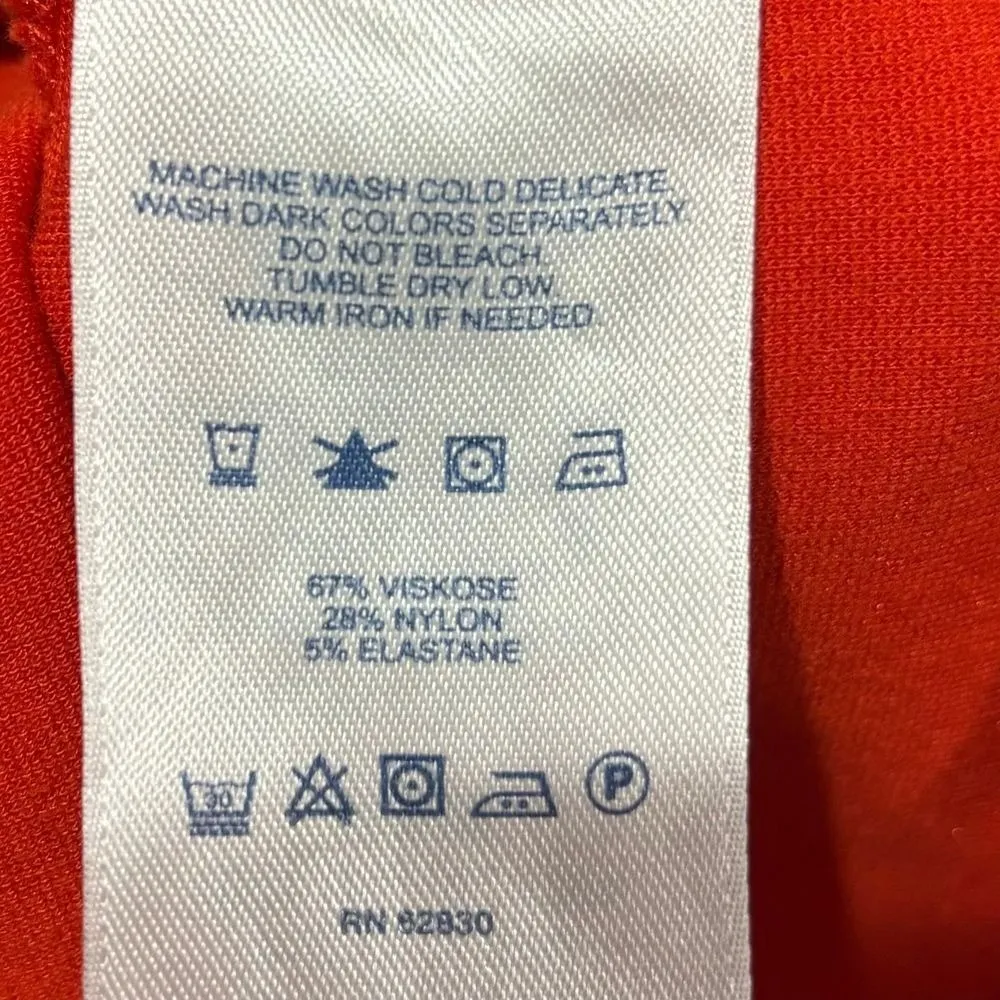 MACHINE WASH COLD DELICATE
WASH DARK COLORS SEPARATELY
DO NOT BLEACH
TUMBLE DRY LOW
WARM IRON IF NEEDED
67% VISKOSE
28% NYLON
5% ELASTANE
30
P
RN 62830